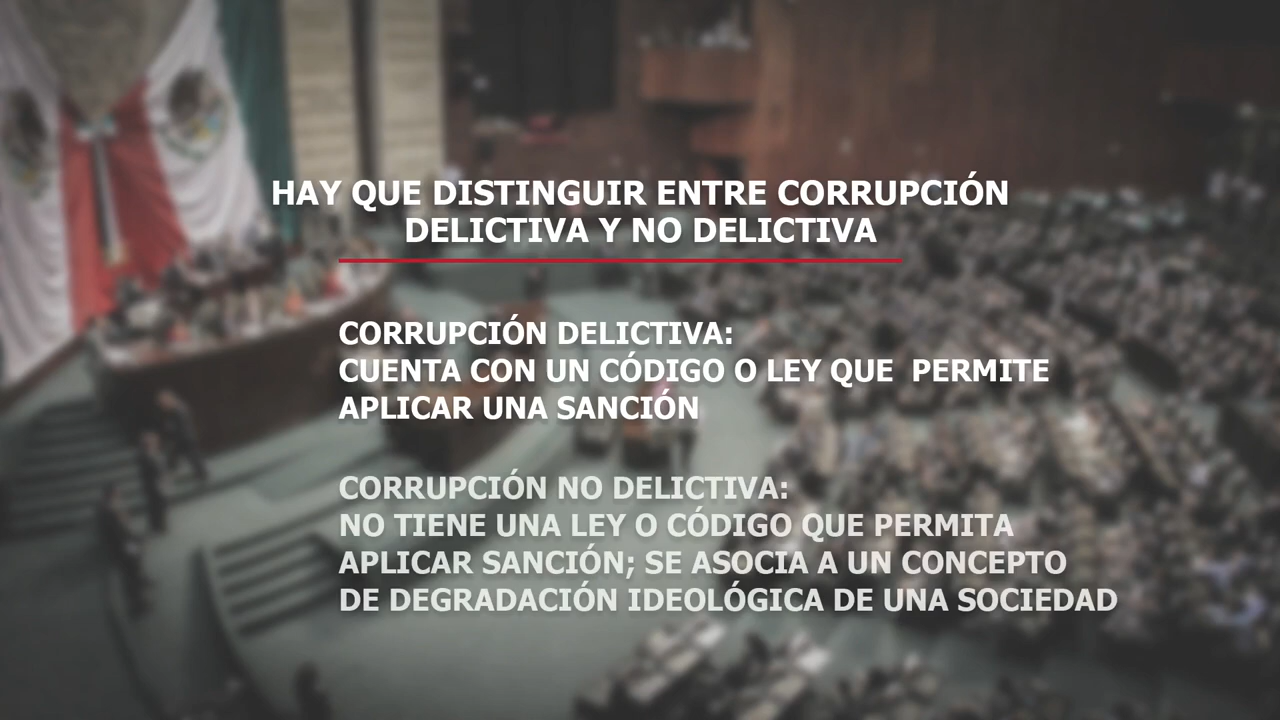 HAY QUE DISTINGUIR ENTRE CORRUPCIÓN
DELICTIVA Y NO DELICTIVA
CORRUPCIÓN DELICTIVA:
CUENTA CON UN CÓDIGO O LEY QUE  PERMITE
APLICAR UNA SANCIÓN
CORRUPCIÓN NO DELICTIVA:
NO TIENE UNA LEY O CÓDIGO QUE PERMITA
APLICAR SANCIÓN; SE ASOCIA A UN CONCEPTO
DE DEGRADACIÓN IDEOLÓGICA DE UNA SOCIEDAD